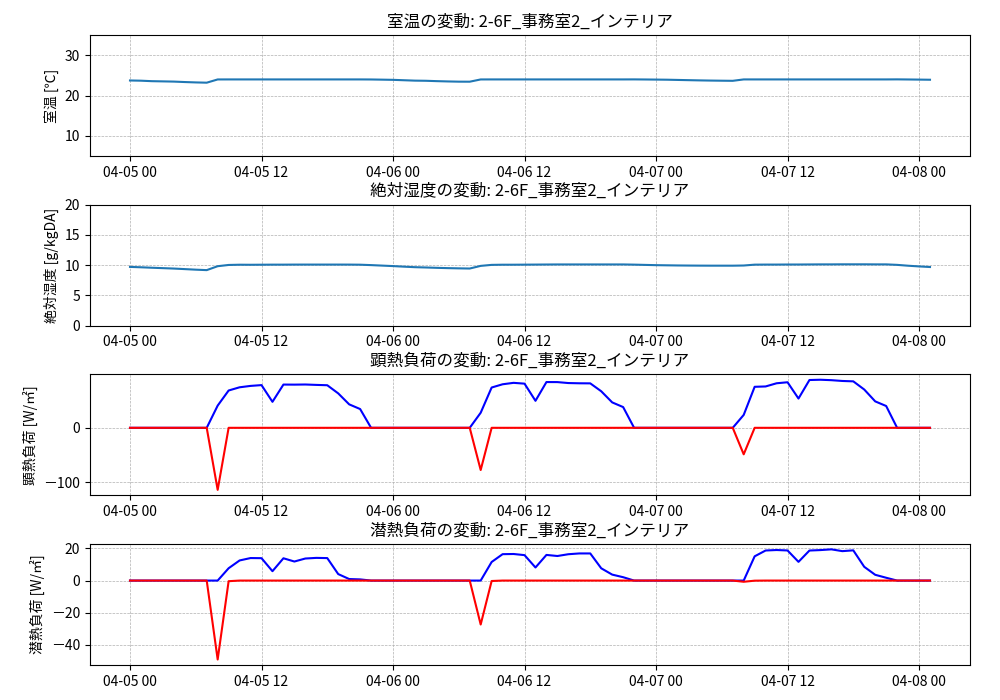 室温の変動: 2-6F_事務室2_インテリア
室温 [℃]
30
20
10
04-05 00 04-05 12 04-06 00 04-06 12 04-07 00 04-07 12 04-08 00
絶対湿度の変動: 2-6F_事務室2_インテリア
絶対湿度 [g/kgDA]
20
15
10
5
0
04-05 00 04-05 12 04-06 00 04-06 12 04-07 00 04-07 12 04-08 00
顕熱負荷の変動: 2-6F_事務室2_インテリア
顕熱負荷 [W/㎡]
0
−100
04-05 00 04-05 12 04-06 00 04-06 12 04-07 00 04-07 12 04-08 00
潜熱負荷の変動: 2-6F_事務室2_インテリア
潜熱負荷 [W/㎡]
20
0
−20
−40
04-05 00 04-05 12 04-06 00 04-06 12 04-07 00 04-07 12 04-08 00